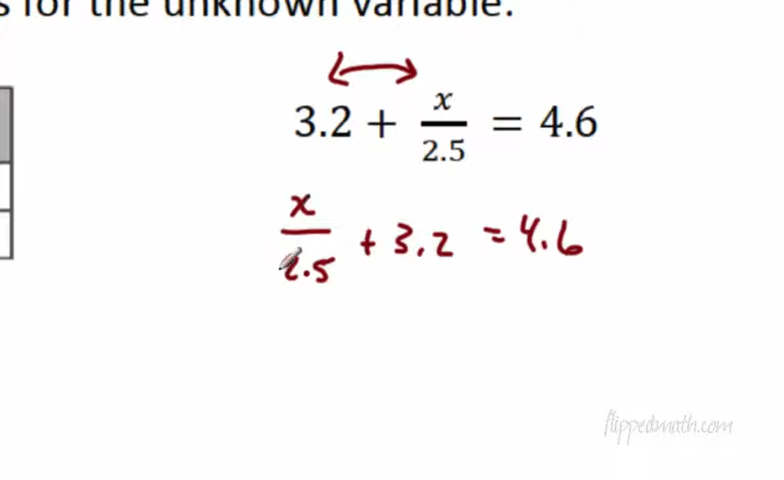 s for the unknown variable.
3.2 + x/2.5 = 4.6
x/2.5 + 3.2 = 4.6
flippedmath.com